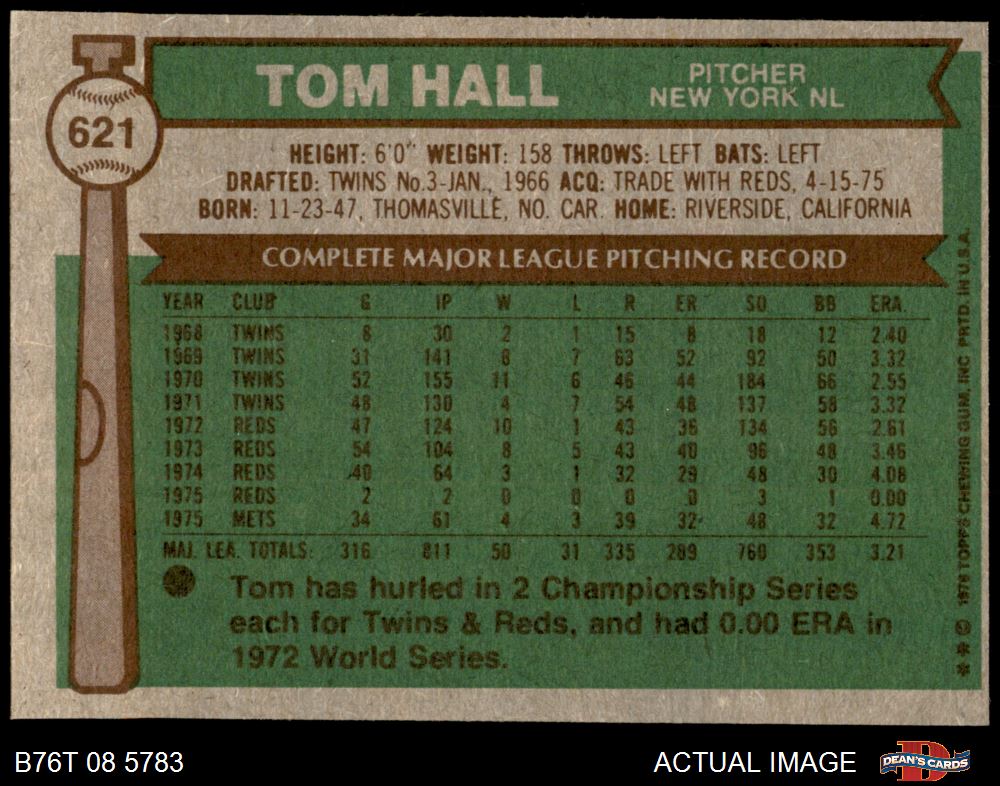 621
TOM HALL
PITCHER
NEW YORK NL
HEIGHT: 6'0" WEIGHT: 158 THROWS: LEFT BATS: LEFT
DRAFTED: TWINS No.3-JAN., 1966 ACQ: TRADE WITH REDS, 4-15-75
BORN: 11-23-47, THOMASVILLE, NO. CAR. HOME: RIVERSIDE, CALIFORNIA
COMPLETE MAJOR LEAGUE PITCHING RECORD
YEAR CLUB G IP W L R ER SO BB ERA
1968 TWINS 8 30 2 1 15 8 18 12 2.40
1969 TWINS 31 141 8 7 63 52 92 50 3.32
1970 TWINS 52 155 11 6 46 44 184 66 2.55
1971 TWINS 48 130 4 7 54 48 137 58 3.32
1972 REDS 47 124 10 1 43 36 134 56 2.61
1973 REDS 54 104 8 5 43 40 96 48 3.46
1974 REDS 40 64 3 1 32 29 48 30 4.08
1975 REDS 2 2 0 0 0 0 3 1 0.00
1975 METS 34 61 4 3 39 32 48 32 4.72
MAJ. LEA. TOTALS: 316 811 50 31 335 289 760 353 3.21
Tom has hurled in 2 Championship Series
each for Twins & Reds, and had 0.00 ERA in
1972 World Series.
* * © 1976 TOPPS CHEWING GUM, INC PRTD. IN U.S.A.
B76T 08 5783
ACTUAL IMAGE
DEAN'S CARDS